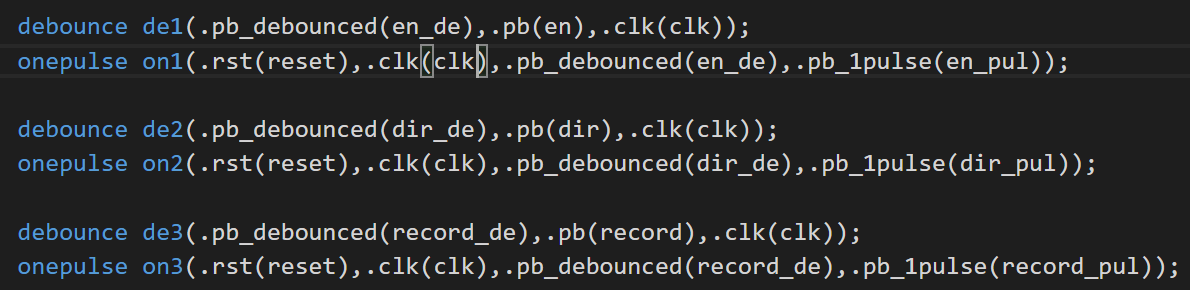 debounce de1(.pb_debounced(en_de),.pb(en),.clk(clk));
onepulse on1(.rst(reset),.clk(clk),.pb_debounced(en_de),.pb_1pulse(en_pul));
debounce de2(.pb_debounced(dir_de),.pb(dir),.clk(clk));
onepulse on2(.rst(reset),.clk(clk),.pb_debounced(dir_de),.pb_1pulse(dir_pul));
debounce de3(.pb_debounced(record_de),.pb(record),.clk(clk));
onepulse on3(.rst(reset),.clk(clk),.pb_debounced(record_de),.pb_1pulse(record_pul));